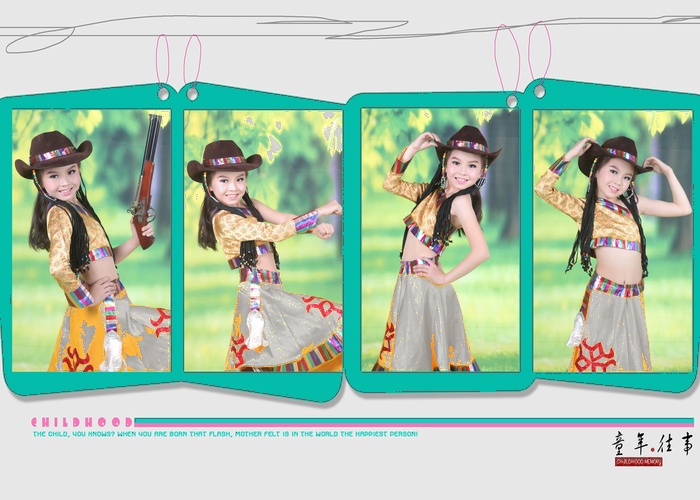 CHILDHOOD
THE CHILD, YOU KNOWS? WHEN YOU ARE BORN THAT FLASH, MOTHER FELT IS IN THE WORLD THE HAPPIEST PERSON!
童年.往事
CHILDHOOD MEMORY